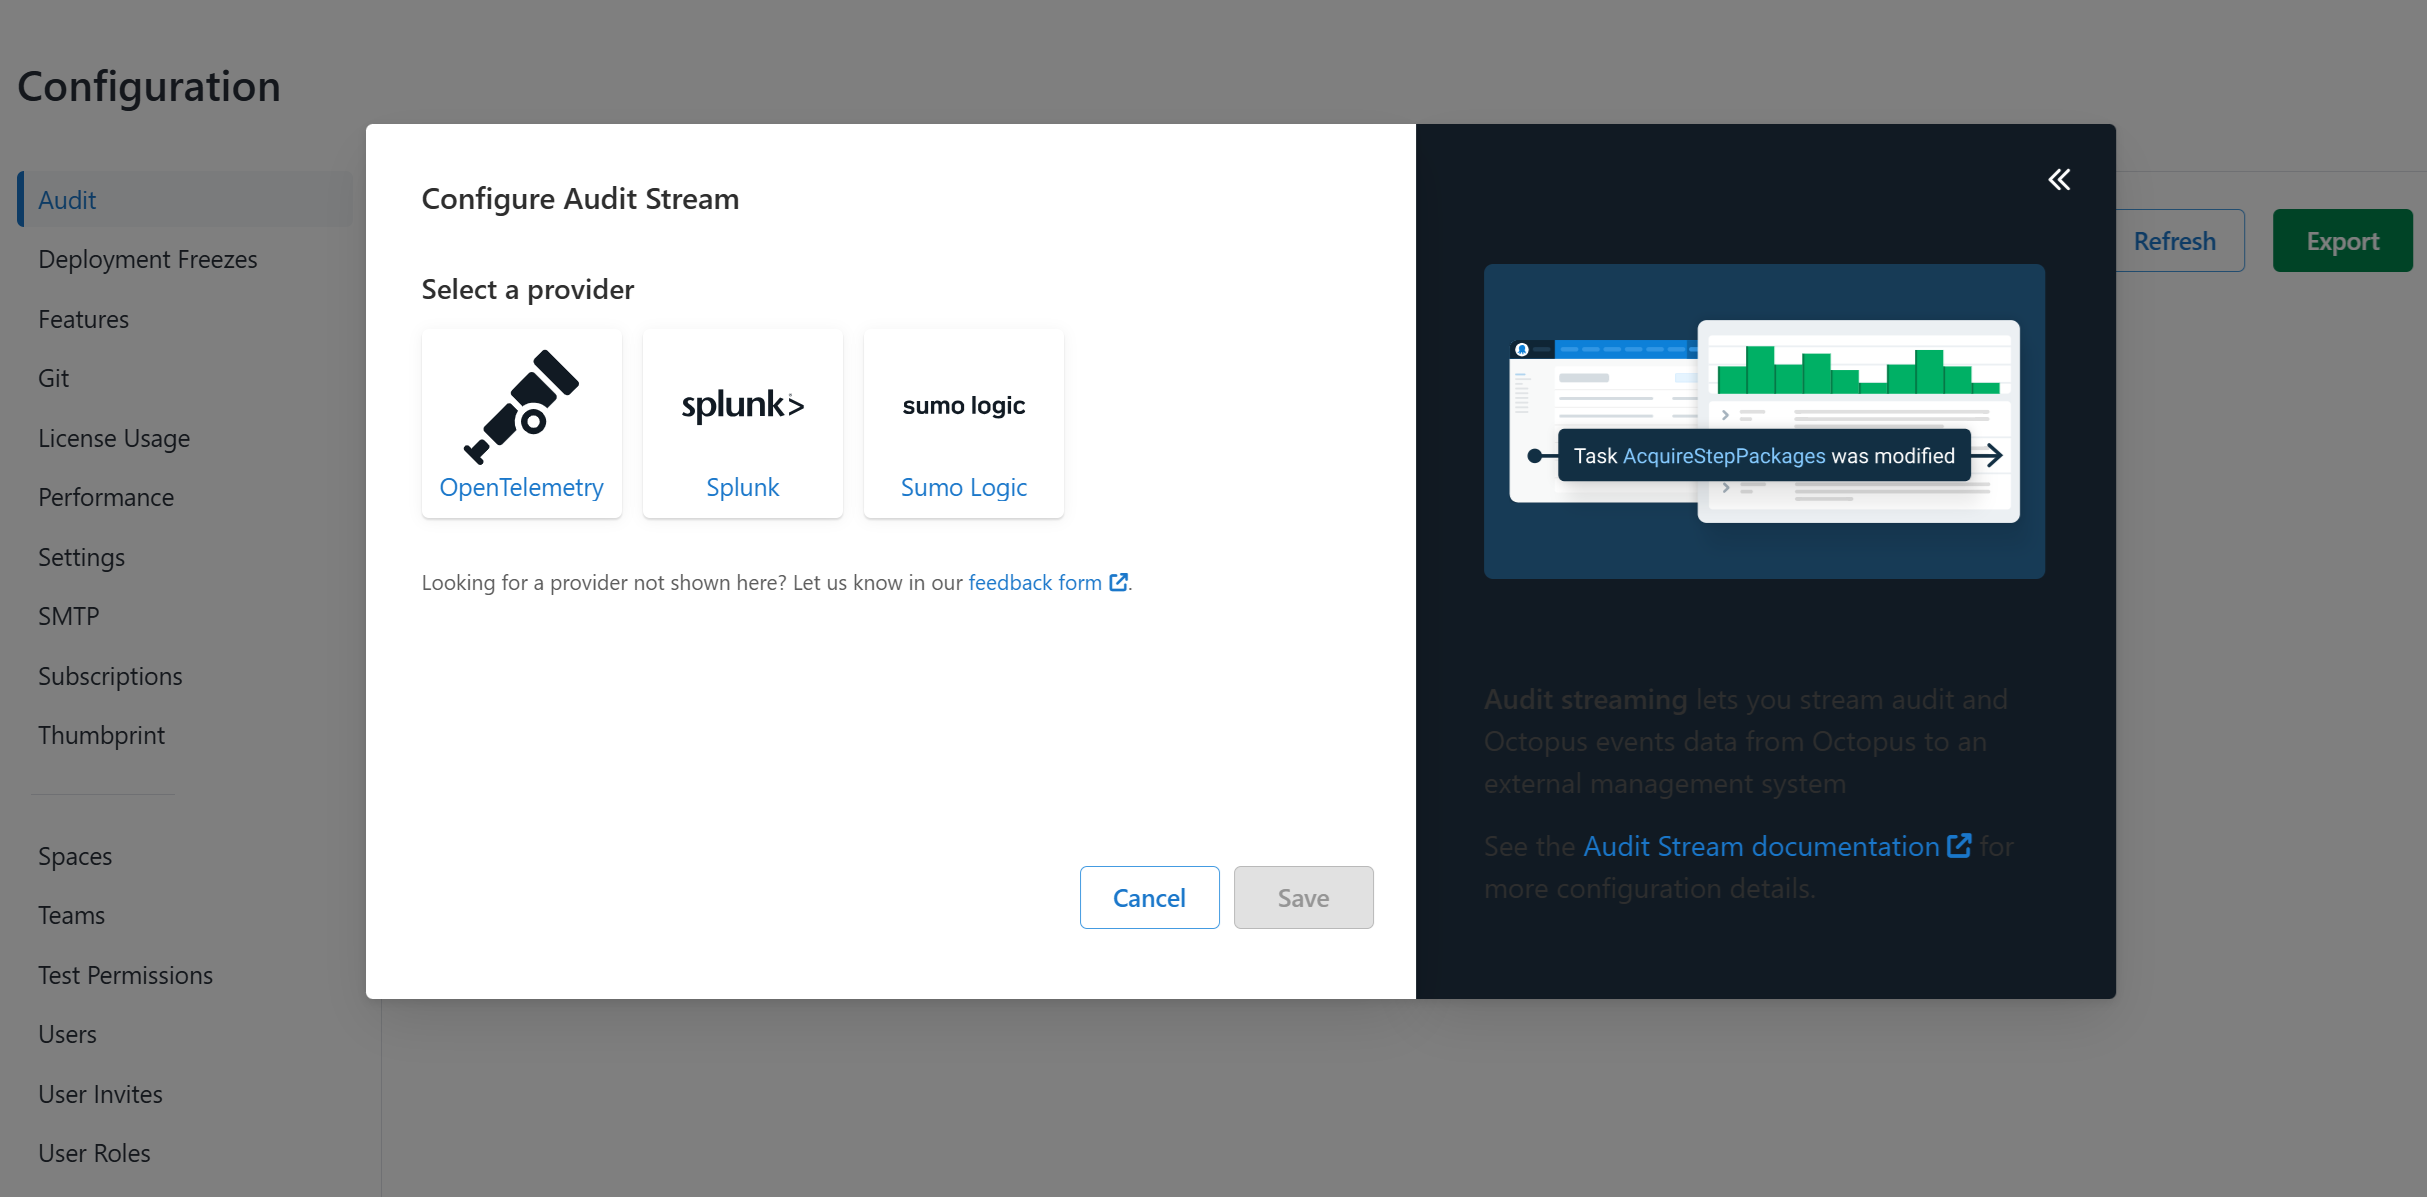 Configuration
Audit
Deployment Freezes
Features
Git
License Usage
Performance
Settings
SMTP
Subscriptions
Thumbprint
Spaces
Teams
Test Permissions
Users
User Invites
User Roles
Refresh
Export
Configure Audit Stream
Select a provider
splunk>
sumo logic
OpenTelemetry
Splunk
Sumo Logic
Looking for a provider not shown here? Let us know in our feedback form.
Cancel
Save
Task AcquireStepPackages was modified
Audit streaming lets you stream audit and
Octopus events data from Octopus to an
external management system
See the Audit Stream documentation for
more configuration details.